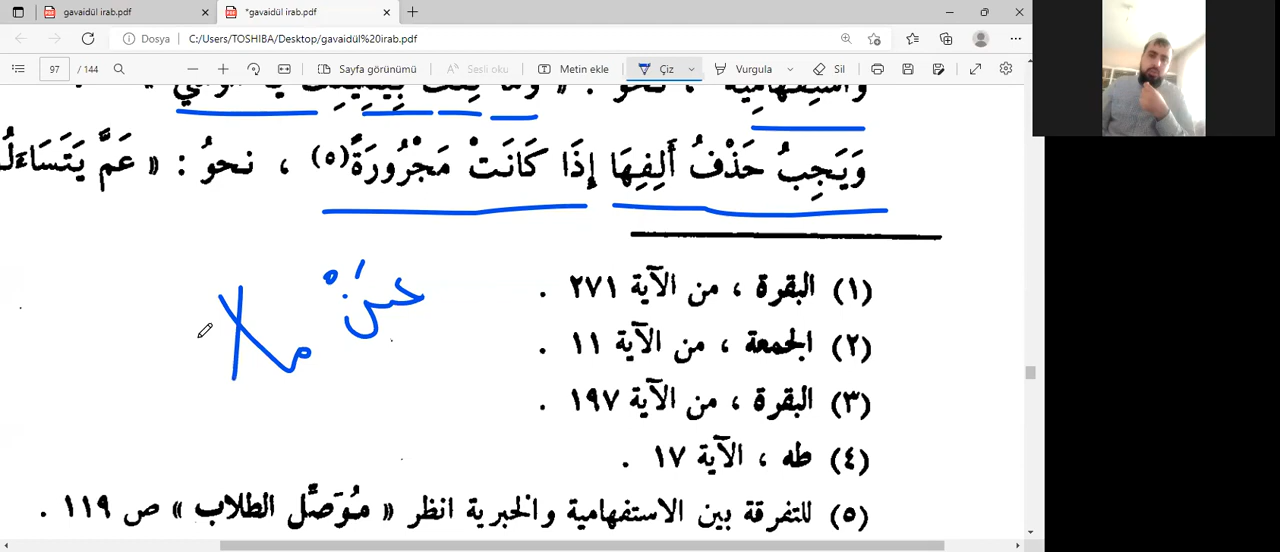 gavaidül irab.pdf
*gavaidül irab.pdf
Dosya C:/Users/TOSHIBA/Desktop/gavaidül%20irab.pdf
97 / 144 Sayfa görünümü Sesli oku Metin ekle Çiz Vurgula Sil
وَيَجِبُ حَذْفُ أَلِفِهَا إِذَا كَانَتْ مَجْرُورَةً(٥) ، نحوُ : « عَمَّ
عَنْ ما
(١) البقرة ، من الآية ٢٧١ .
(٢) الجمعة ، من الآية ١١ .
(٣) البقرة ، من الآية ١٩٧ .
(٤) طه ، الآية ١٧ .
(٥) للتفرقة بين الاستفهامية والخبرية انظر « مُوَصِّل الطلاب » ص ١١٩ .